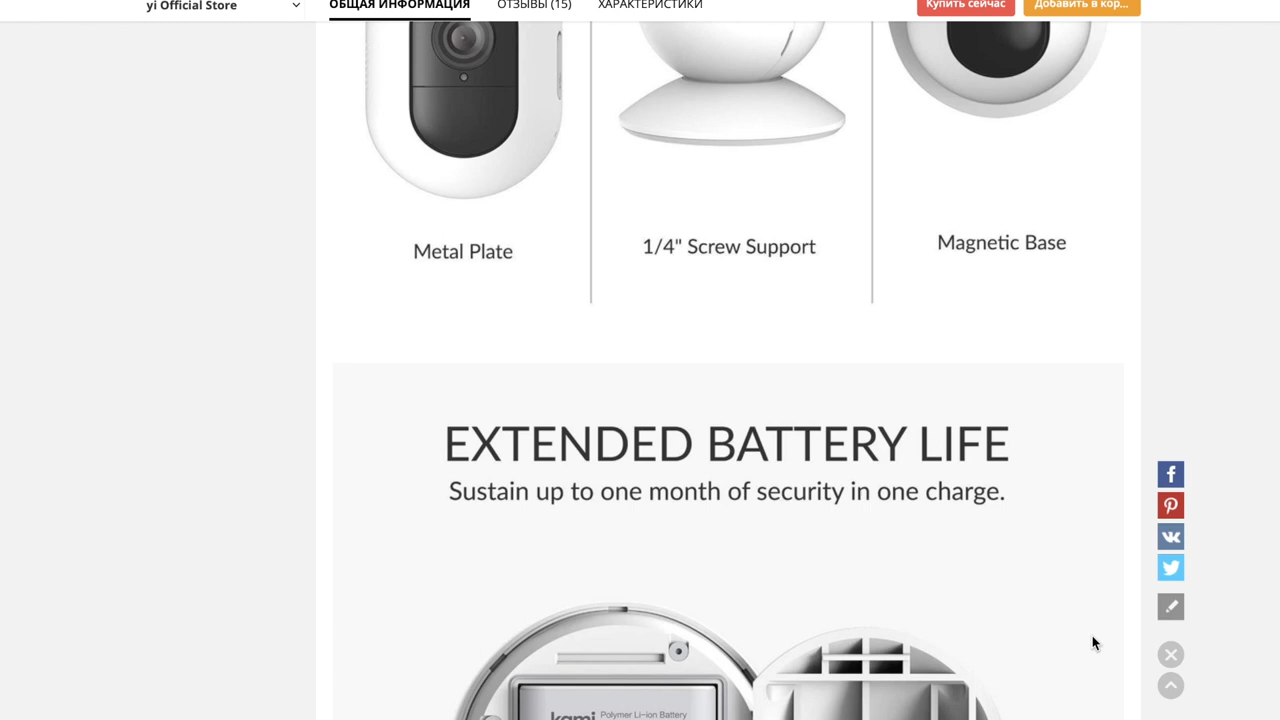 yi Official Store
ОБЩАЯ ИНФОРМАЦИЯ
ОТЗЫВЫ (15)
ХАРАКТЕРИСТИКИ
Купить сейчас
Добавить в кор...
Metal Plate
1/4" Screw Support
Magnetic Base
EXTENDED BATTERY LIFE
Sustain up to one month of security in one charge.
kami Polymer Li-ion Battery